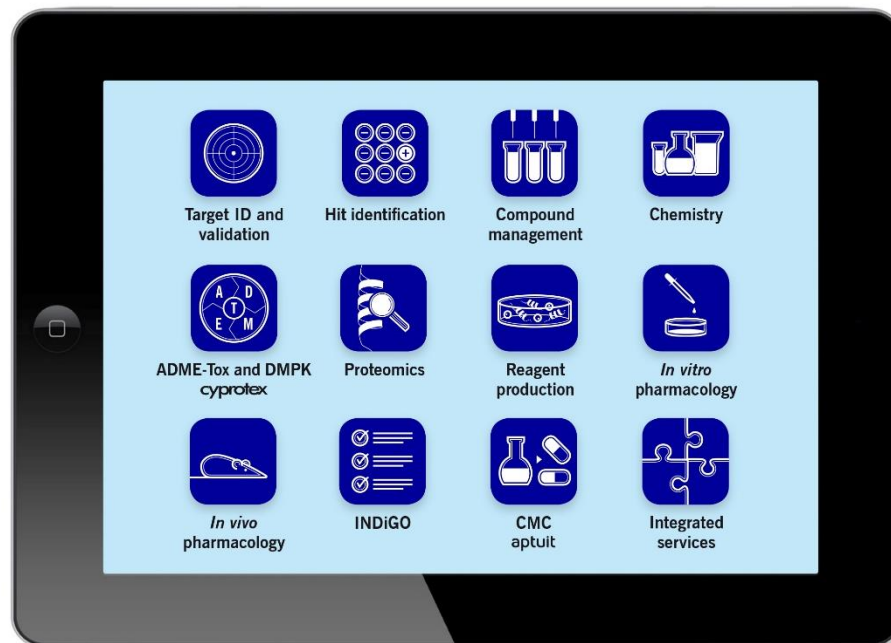 Target ID and
validation
Hit identification
Compound
management
Chemistry
A D
T
E M
ADME-Tox and DMPK
cyprotex
Proteomics
Reagent
production
In vitro
pharmacology
In vivo
pharmacology
INDiGO
CMC
aptuit
Integrated
services